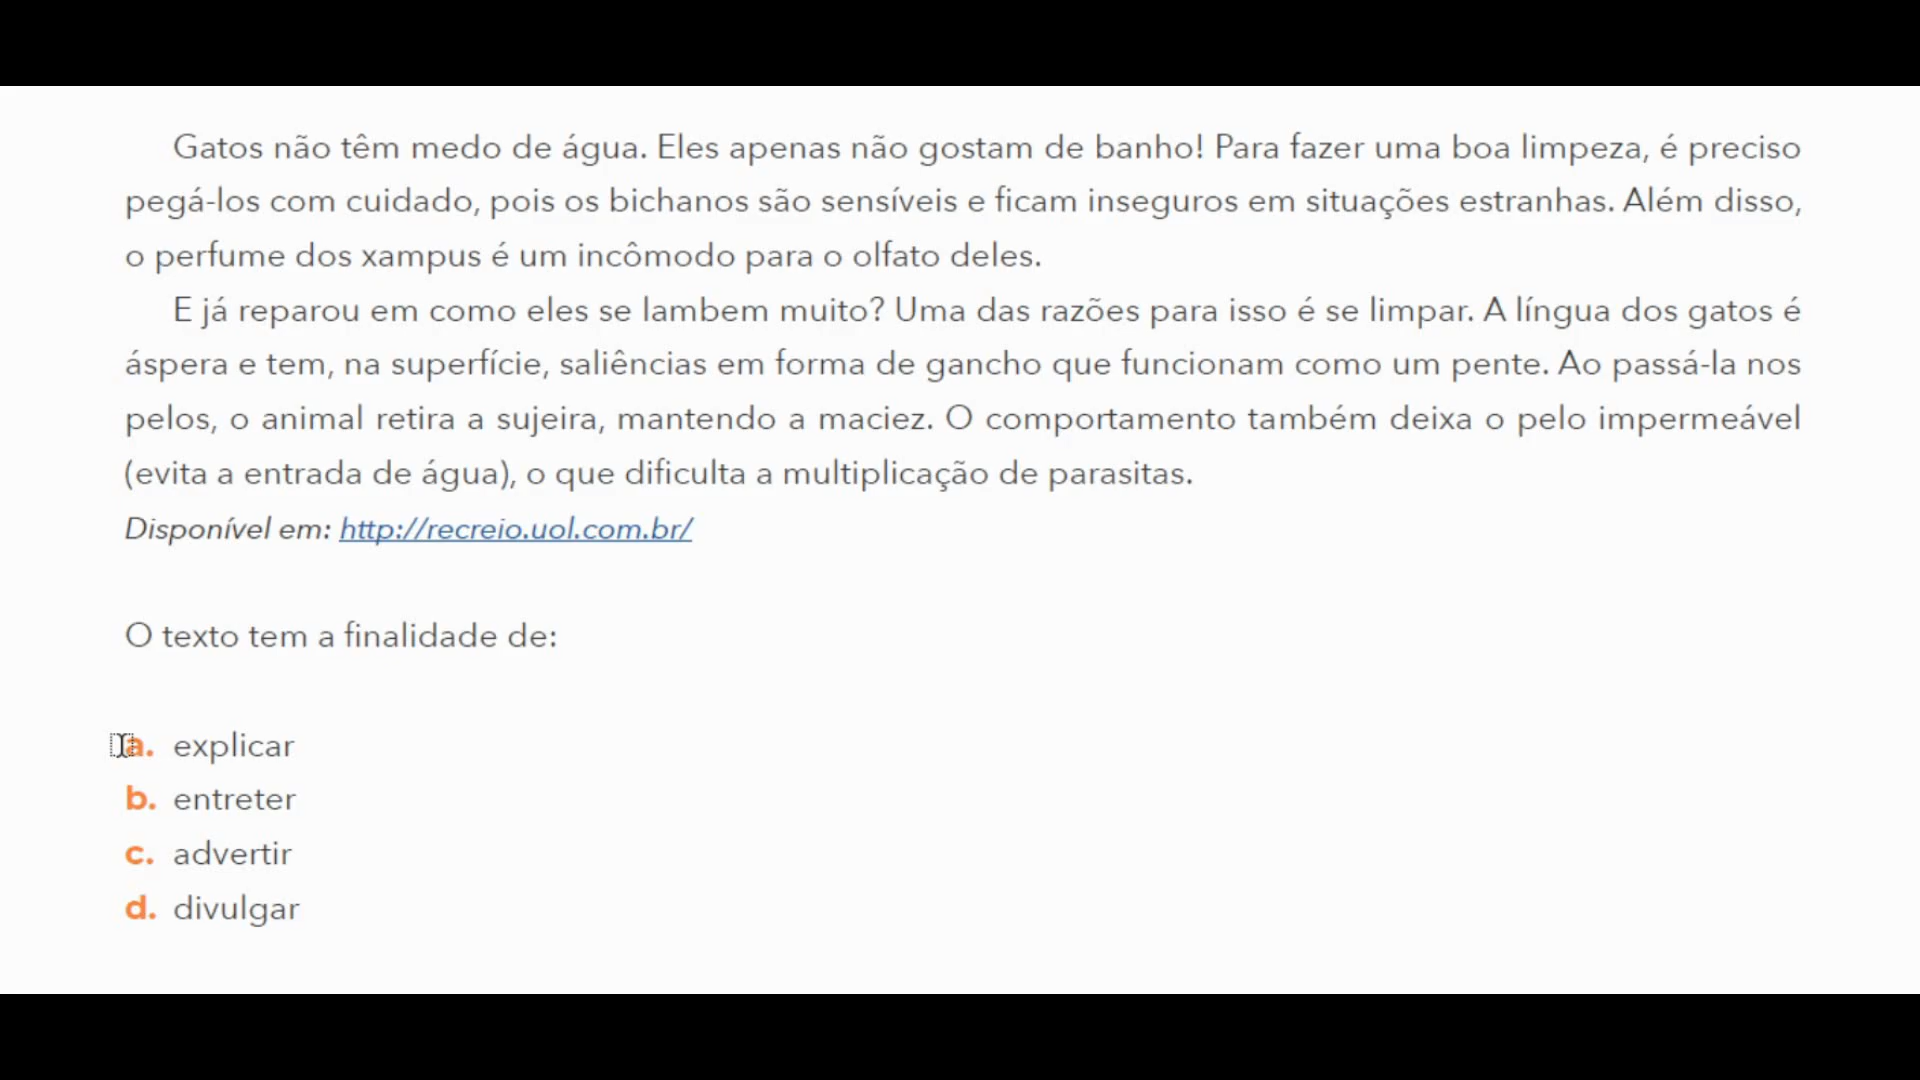 Gatos não têm medo de água. Eles apenas não gostam de banho! Para fazer uma boa limpeza, é preciso
pegá-los com cuidado, pois os bichanos são sensíveis e ficam inseguros em situações estranhas. Além disso,
o perfume dos xampus é um incômodo para o olfato deles.
E já reparou em como eles se lambem muito? Uma das razões para isso é se limpar. A língua dos gatos é
áspera e tem, na superfície, saliências em forma de gancho que funcionam como um pente. Ao passá-la nos
pelos, o animal retira a sujeira, mantendo a maciez. O comportamento também deixa o pelo impermeável
(evita a entrada de água), o que dificulta a multiplicação de parasitas.
Disponível em: http://recreio.uol.com.br/
O texto tem a finalidade de:
a. explicar
b. entreter
c. advertir
d. divulgar